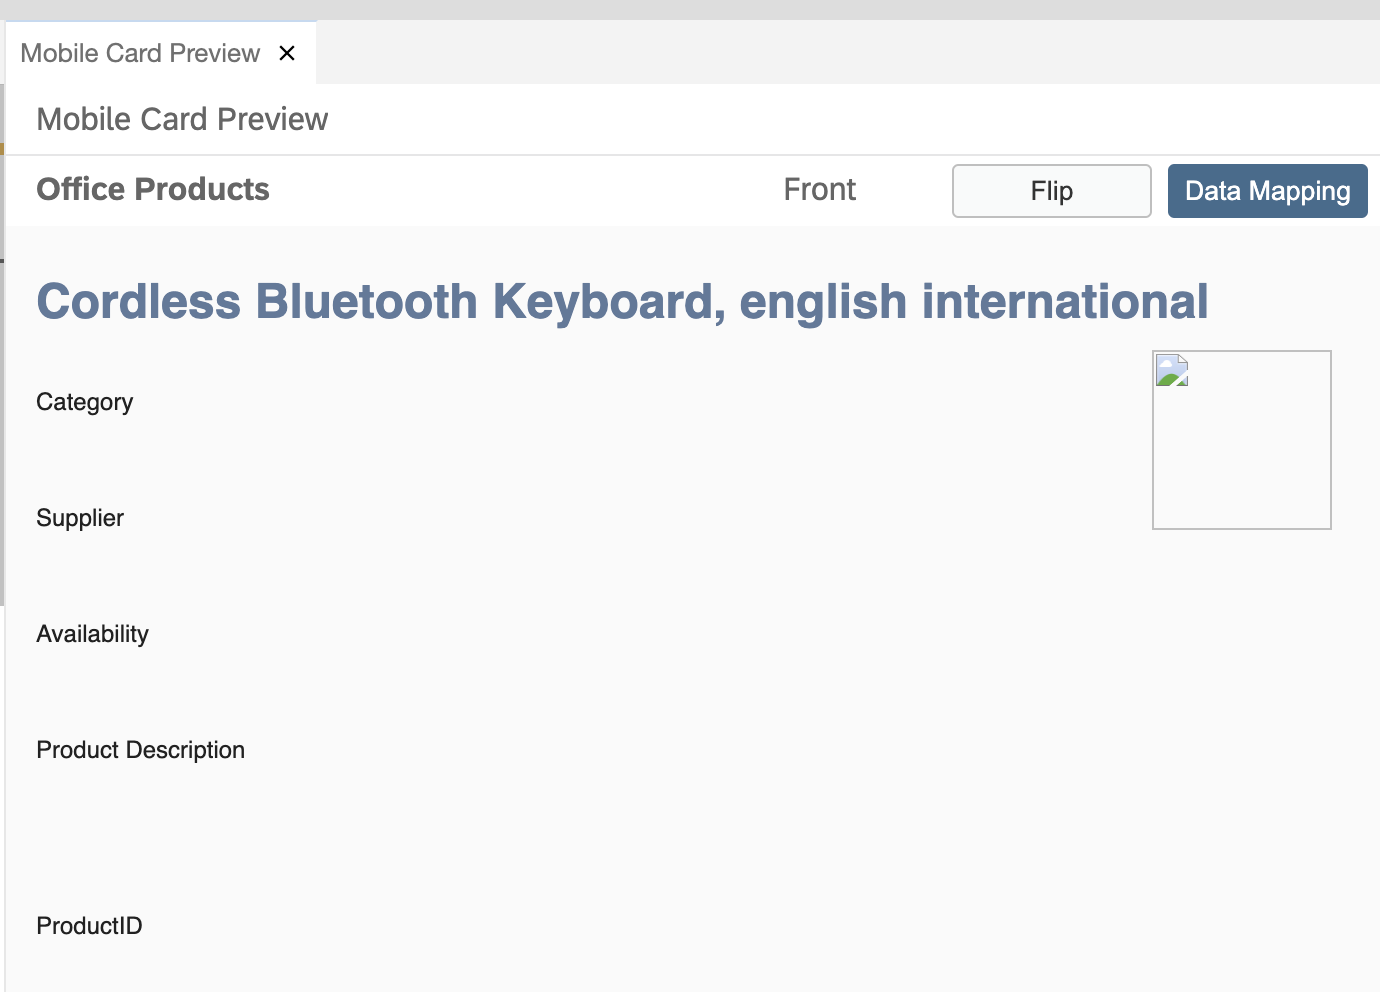 Mobile Card Preview ×
Mobile Card Preview
Office Products Front Flip Data Mapping
Cordless Bluetooth Keyboard, english international
Category
Supplier
Availability
Product Description
ProductID